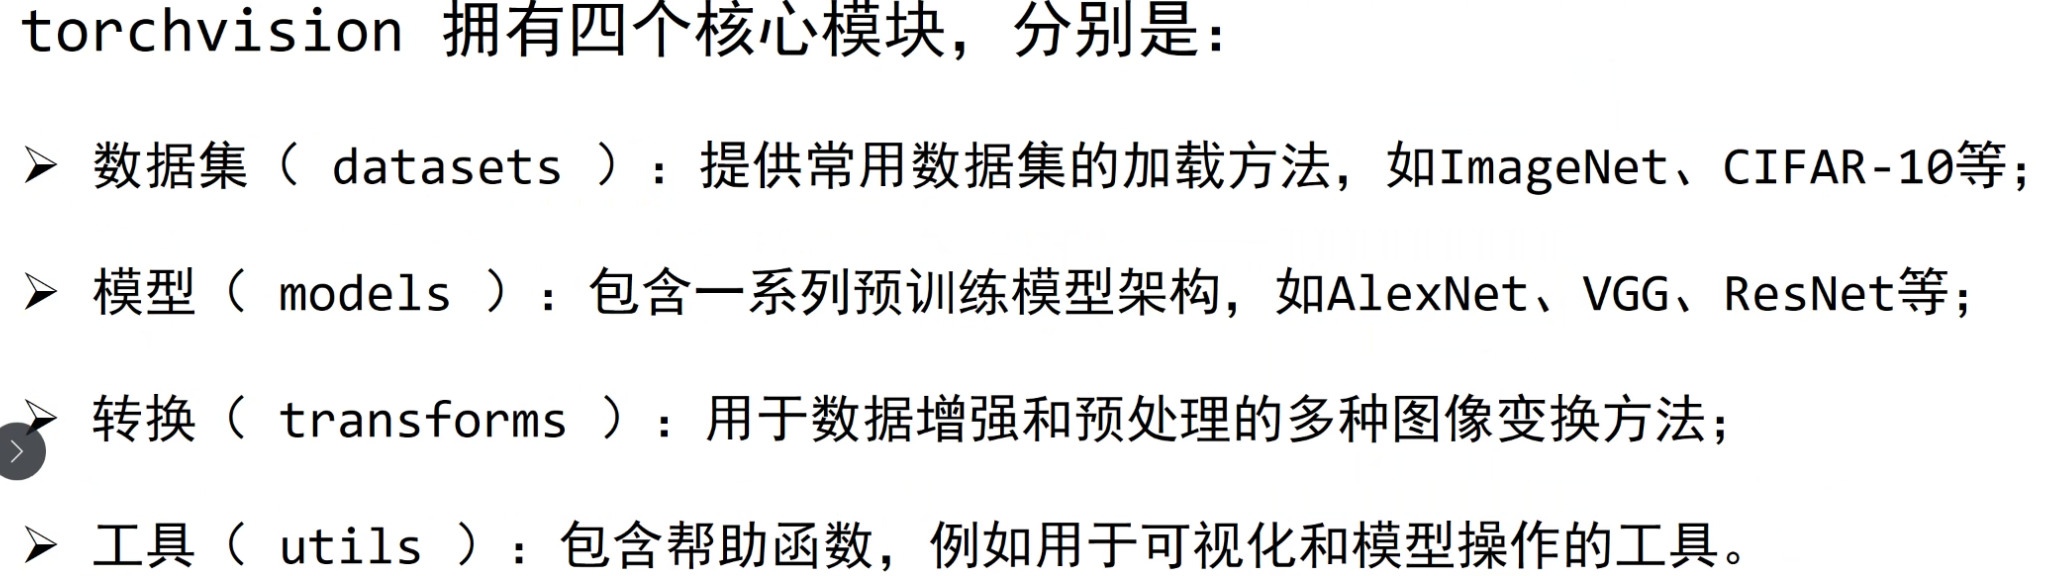 torchvision 拥有四个核心模块，分别是：
➢ 数据集（ datasets ）：提供常用数据集的加载方法，如ImageNet、CIFAR-10等；
➢ 模型（ models ）：包含一系列预训练模型架构，如AlexNet、VGG、ResNet等；
➢ 转换（ transforms ）：用于数据增强和预处理的多种图像变换方法；
➢ 工具（ utils ）：包含帮助函数，例如用于可视化和模型操作的工具。